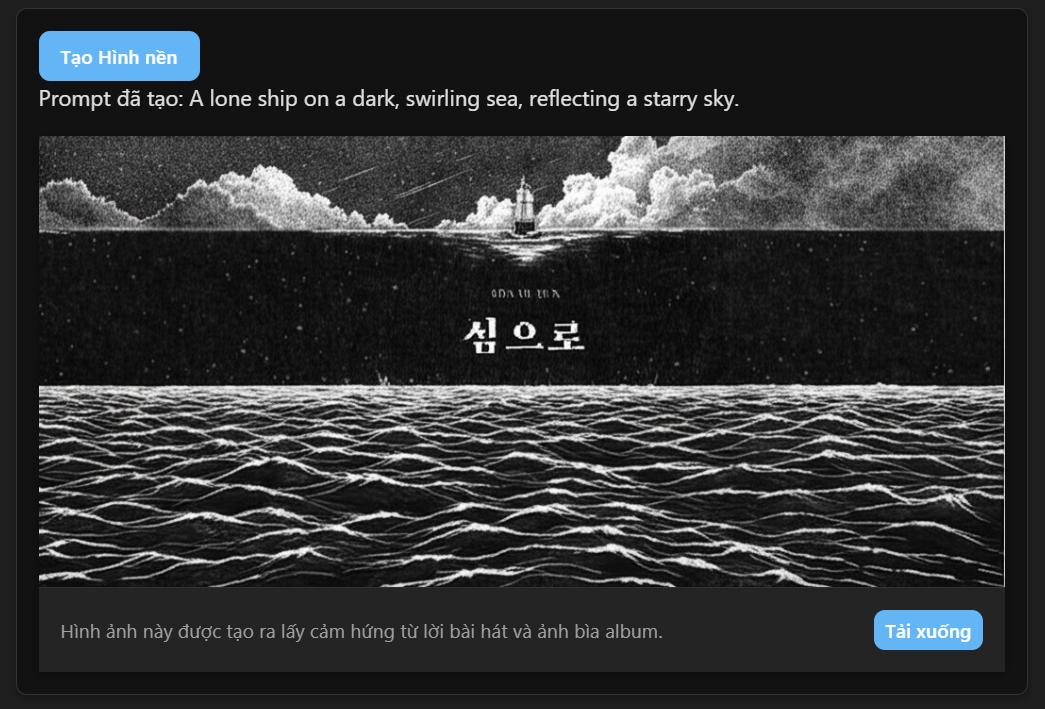 Tạo Hình nền
Prompt đã tạo: A lone ship on a dark, swirling sea, reflecting a starry sky.
심으로
Hình ảnh này được tạo ra lấy cảm hứng từ lời bài hát và ảnh bìa album.
Tải xuống